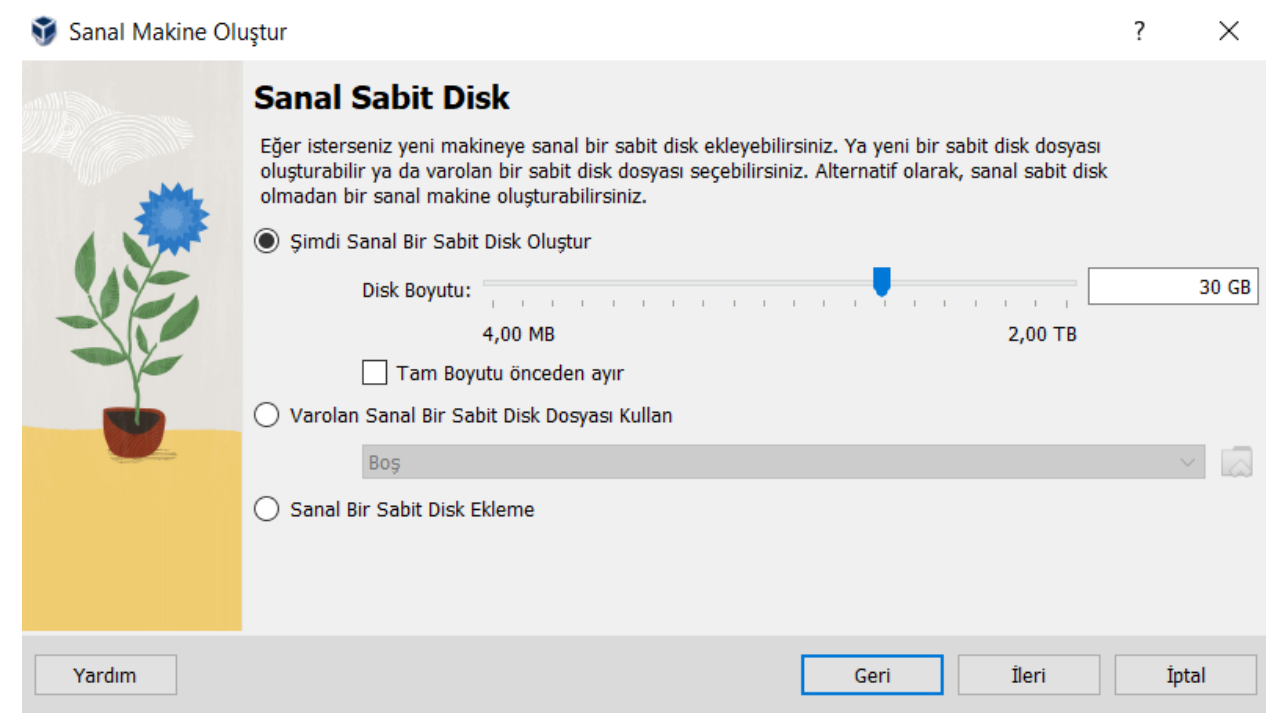 Sanal Makine Oluştur
?
Sanal Sabit Disk
Eğer isterseniz yeni makineye sanal bir sabit disk ekleyebilirsiniz. Ya yeni bir sabit disk dosyası
oluşturabilir ya da varolan bir sabit disk dosyası seçebilirsiniz. Alternatif olarak, sanal sabit disk
olmadan bir sanal makine oluşturabilirsiniz.
Şimdi Sanal Bir Sabit Disk Oluştur
Disk Boyutu: 30 GB
4,00 MB 2,00 TB
Tam Boyutu önceden ayır
Varolan Sanal Bir Sabit Disk Dosyası Kullan
Boş
Sanal Bir Sabit Disk Ekleme
Yardım Geri İleri İptal